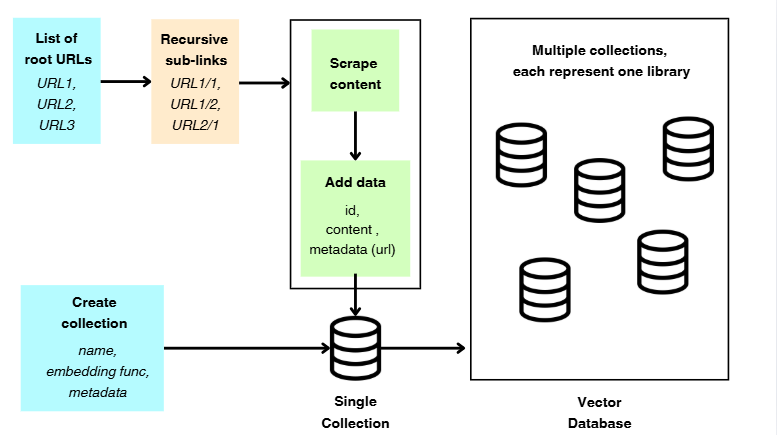 List of
root URLs
URL1,
URL2,
URL3
Recursive
sub-links
URL1/1,
URL1/2,
URL2/1
Scrape
content
Add data
id,
content ,
metadata (url)
Multiple collections,
each represent one library
Create
collection
name,
embedding func,
metadata
Single
Collection
Vector
Database